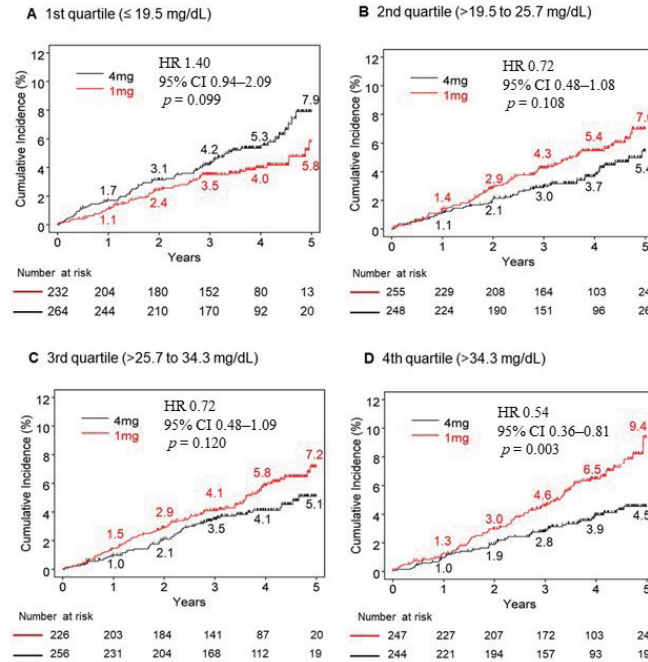 A 1st quartile (≤ 19.5 mg/dL)
Cumulative Incidence (%)
12
10
8
6
4
2
0
4mg
1mg
HR 1.40
95% CI 0.94–2.09
p = 0.099
1.7 3.1 4.2 5.3 7.9
1.1 2.4 3.5 4.0 5.8
0 1 2 3 4 5
Years
Number at risk
232 204 180 152 80 13
264 244 210 170 92 20
B 2nd quartile (>19.5 to 25.7 mg/dL)
Cumulative Incidence (%)
12
10
8
6
4
2
0
4mg
1mg
HR 0.72
95% CI 0.48–1.08
p = 0.108
1.4 2.9 4.3 5.4
1.1 2.1 3.0 3.7 5.4
0 1 2 3 4 5
Years
Number at risk
255 229 208 164 103
248 224 190 151 96
C 3rd quartile (>25.7 to 34.3 mg/dL)
Cumulative Incidence (%)
12
10
8
6
4
2
0
4mg
1mg
HR 0.72
95% CI 0.48–1.09
p = 0.120
1.5 2.9 4.1 5.8 7.2
1.0 2.1 3.5 4.1 5.1
0 1 2 3 4 5
Years
Number at risk
226 203 184 141 87 20
256 231 204 168 112 19
D 4th quartile (>34.3 mg/dL)
Cumulative Incidence (%)
12
10
8
6
4
2
0
4mg
1mg
HR 0.54
95% CI 0.36–0.81
p = 0.003
1.3 3.0 4.6 6.5 9.4
1.0 1.9 2.8 3.9 4.5
0 1 2 3 4 5
Years
Number at risk
247 227 207 172 103
244 221 194 157 93